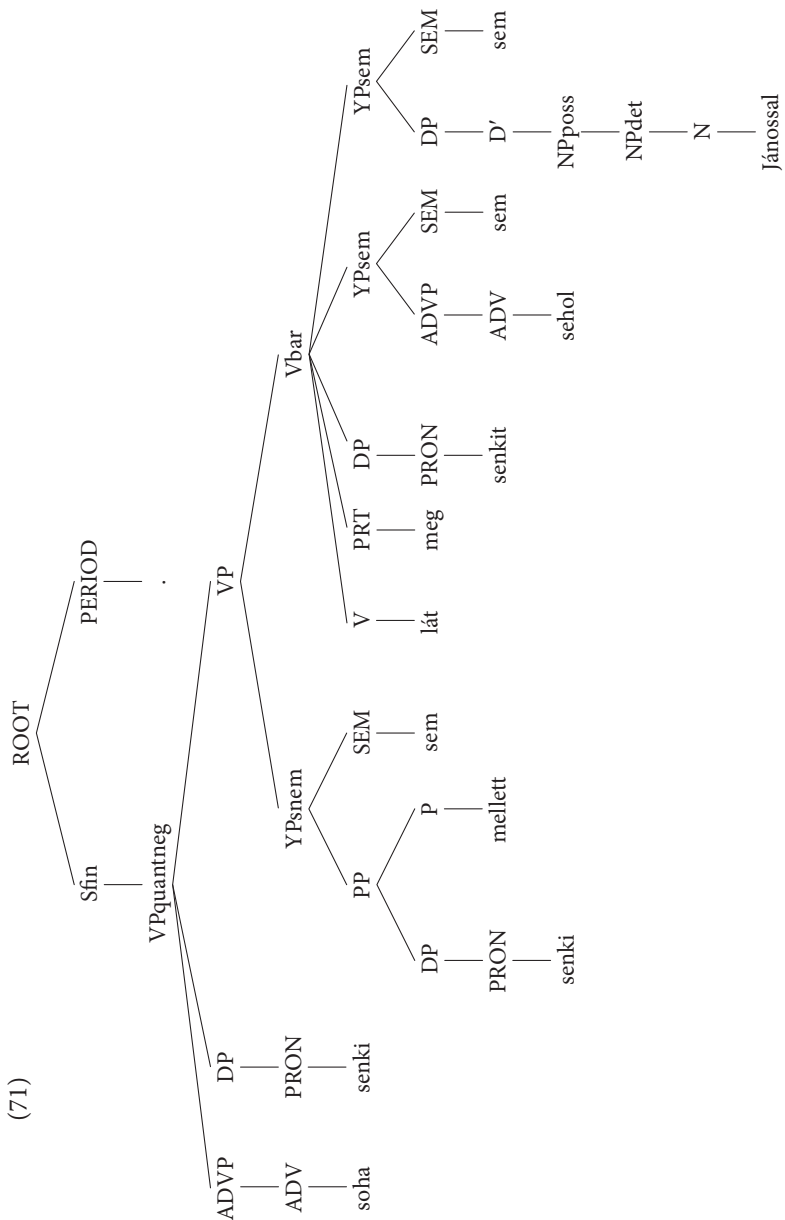 (71)
ROOT
Sfin PERIOD
VPquantneg .
ADVP DP VP
ADV PRON YPsnem Vbar
soha senki PP SEM V PRT DP YPsem YPsem
DP P sem lát meg PRON ADVP SEM DP SEM
PRON mellett senkit ADV sem D′ sem
senki sehol NPposs
NPdet
N
Jánossal